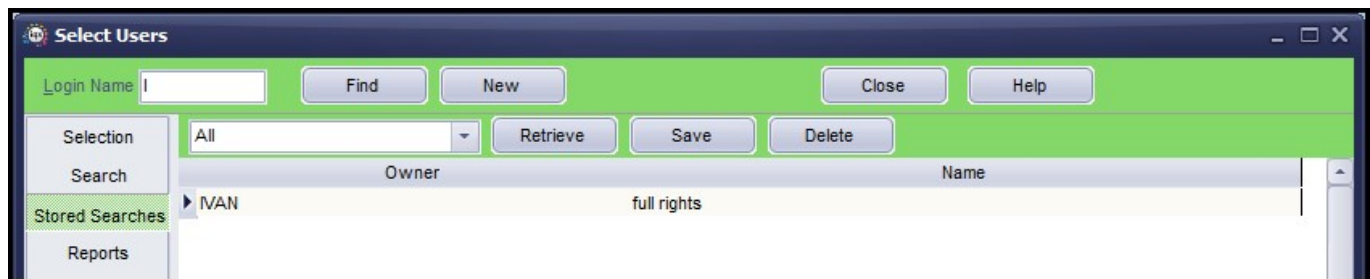 Select Users
Login Name I Find New Close Help
Selection All Retrieve Save Delete
Search Owner Name
IVAN full rights
Stored Searches
Reports